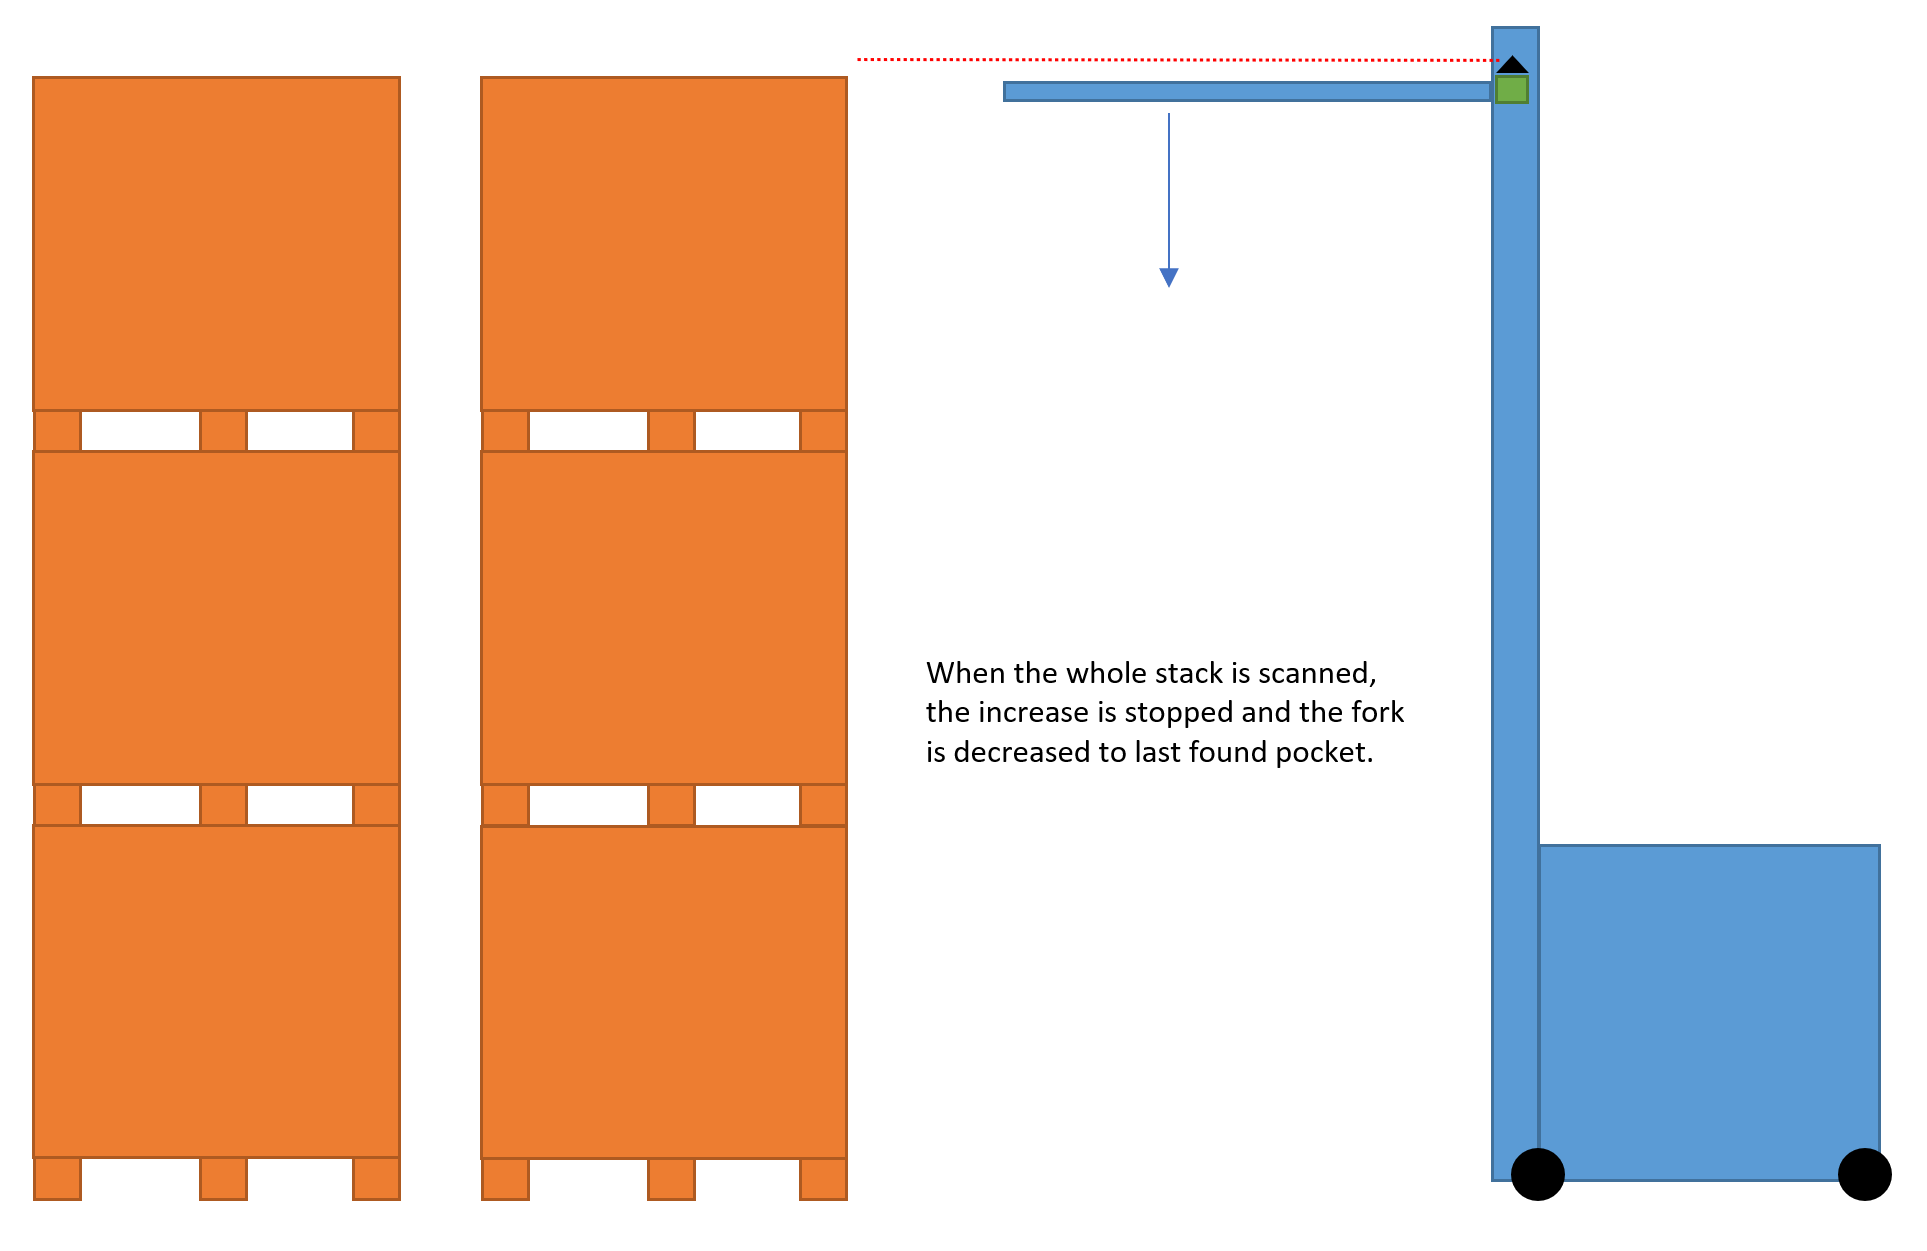 When the whole stack is scanned,
the increase is stopped and the fork
is decreased to last found pocket.